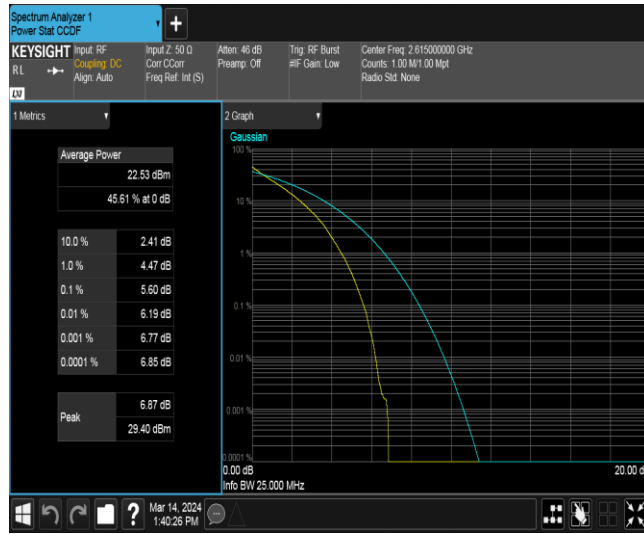 Spectrum Analyzer 1
Power Stat CCDF
+
KEYSIGHT
RL
LXI
Input: RF
Coupling: DC
Align: Auto
Input Z: 50 Ω
Corr CCorr
Freq Ref: Int (S)
Atten: 46 dB
Preamp: Off
Trig: RF Burst
#IF Gain: Low
Center Freq: 2.615000000 GHz
Counts: 1.00 M/1.00 Mpt
Radio Std: None
1 Metrics
Average Power
22.53 dBm
45.61 % at 0 dB
10.0 % 2.41 dB
1.0 % 4.47 dB
0.1 % 5.60 dB
0.01 % 6.19 dB
0.001 % 6.77 dB
0.0001 % 6.85 dB
Peak
6.87 dB
29.40 dBm
2 Graph
Gaussian
100 %
10 %
1 %
0.1 %
0.01 %
0.001 %
0.0001 %
0.00 dB
20.00 d
Info BW 25.000 MHz
?
Mar 14, 2024
1:40:26 PM